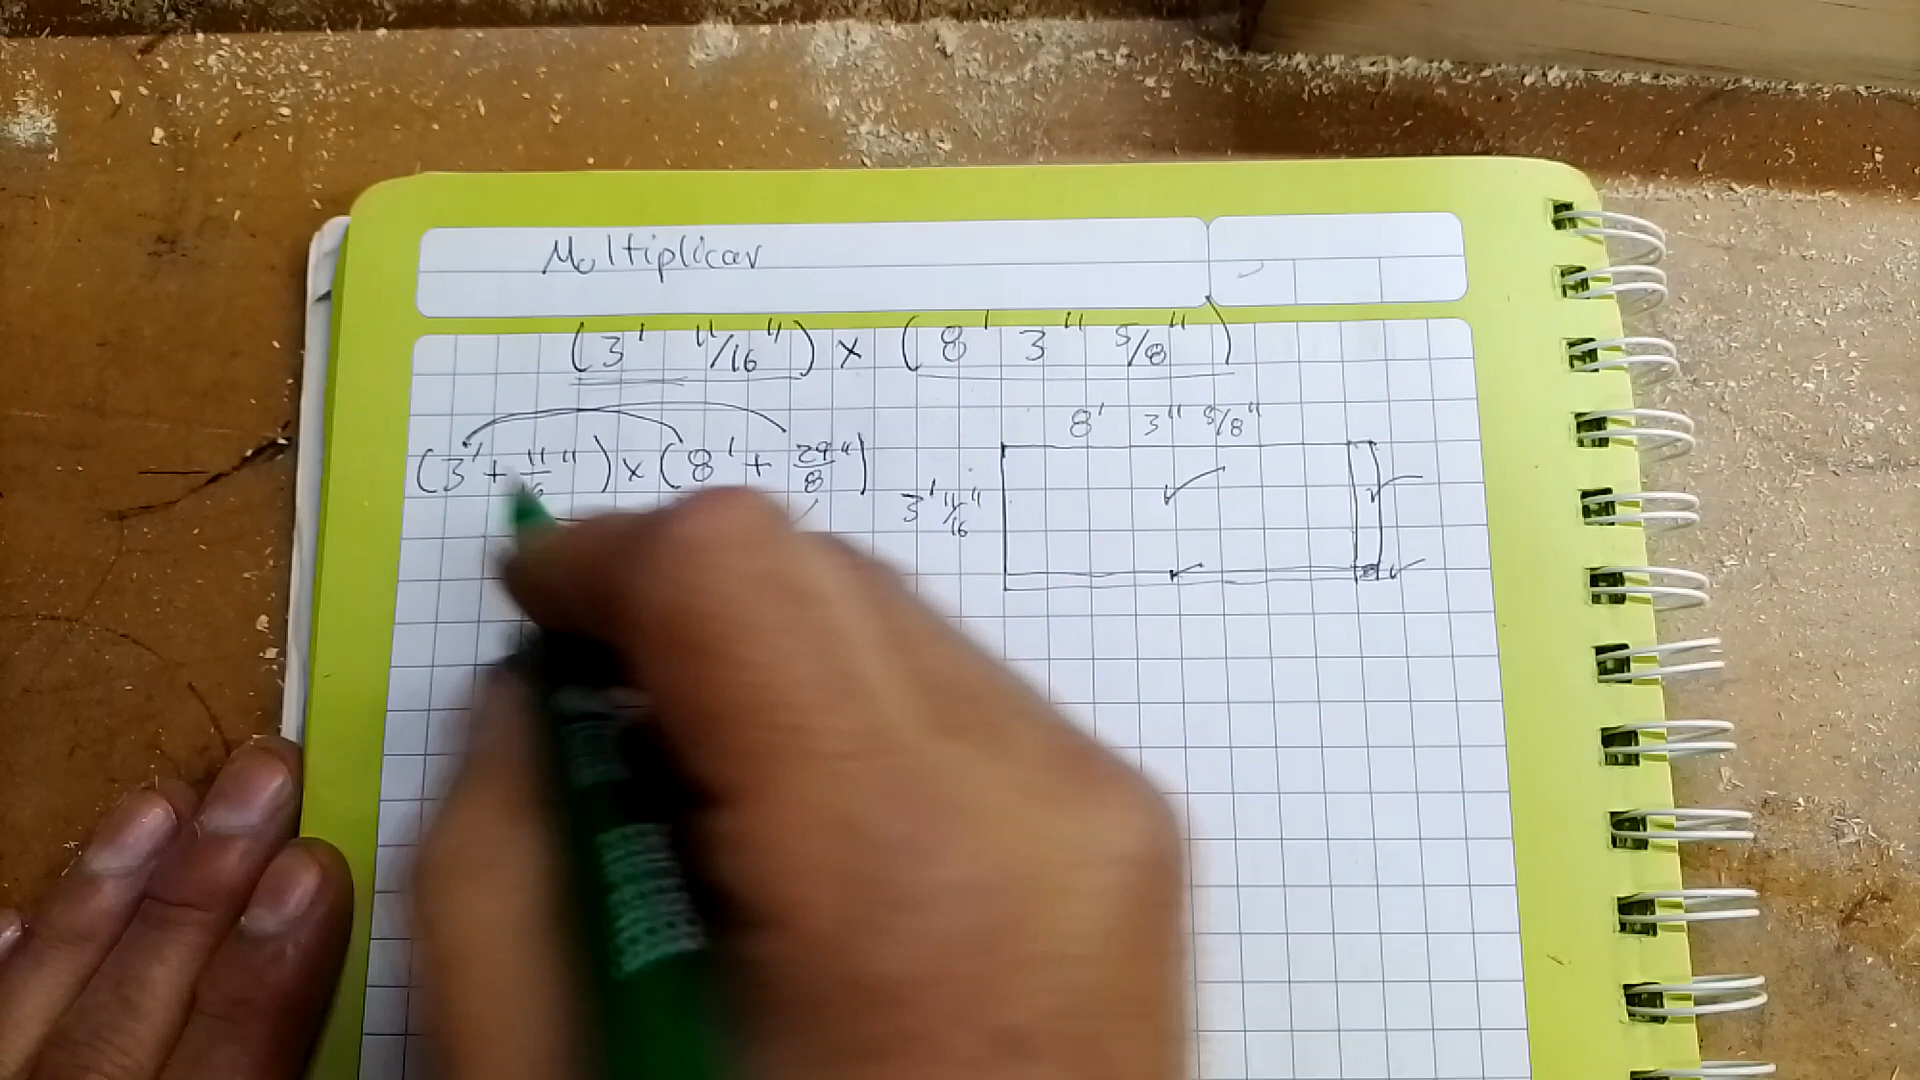 Multiplicar
(3' 11/16") x (8' 3" 5/8")
8' 3" 5/8"
(3' + 11/16") x (8' + 29/8")
3' 11/16"